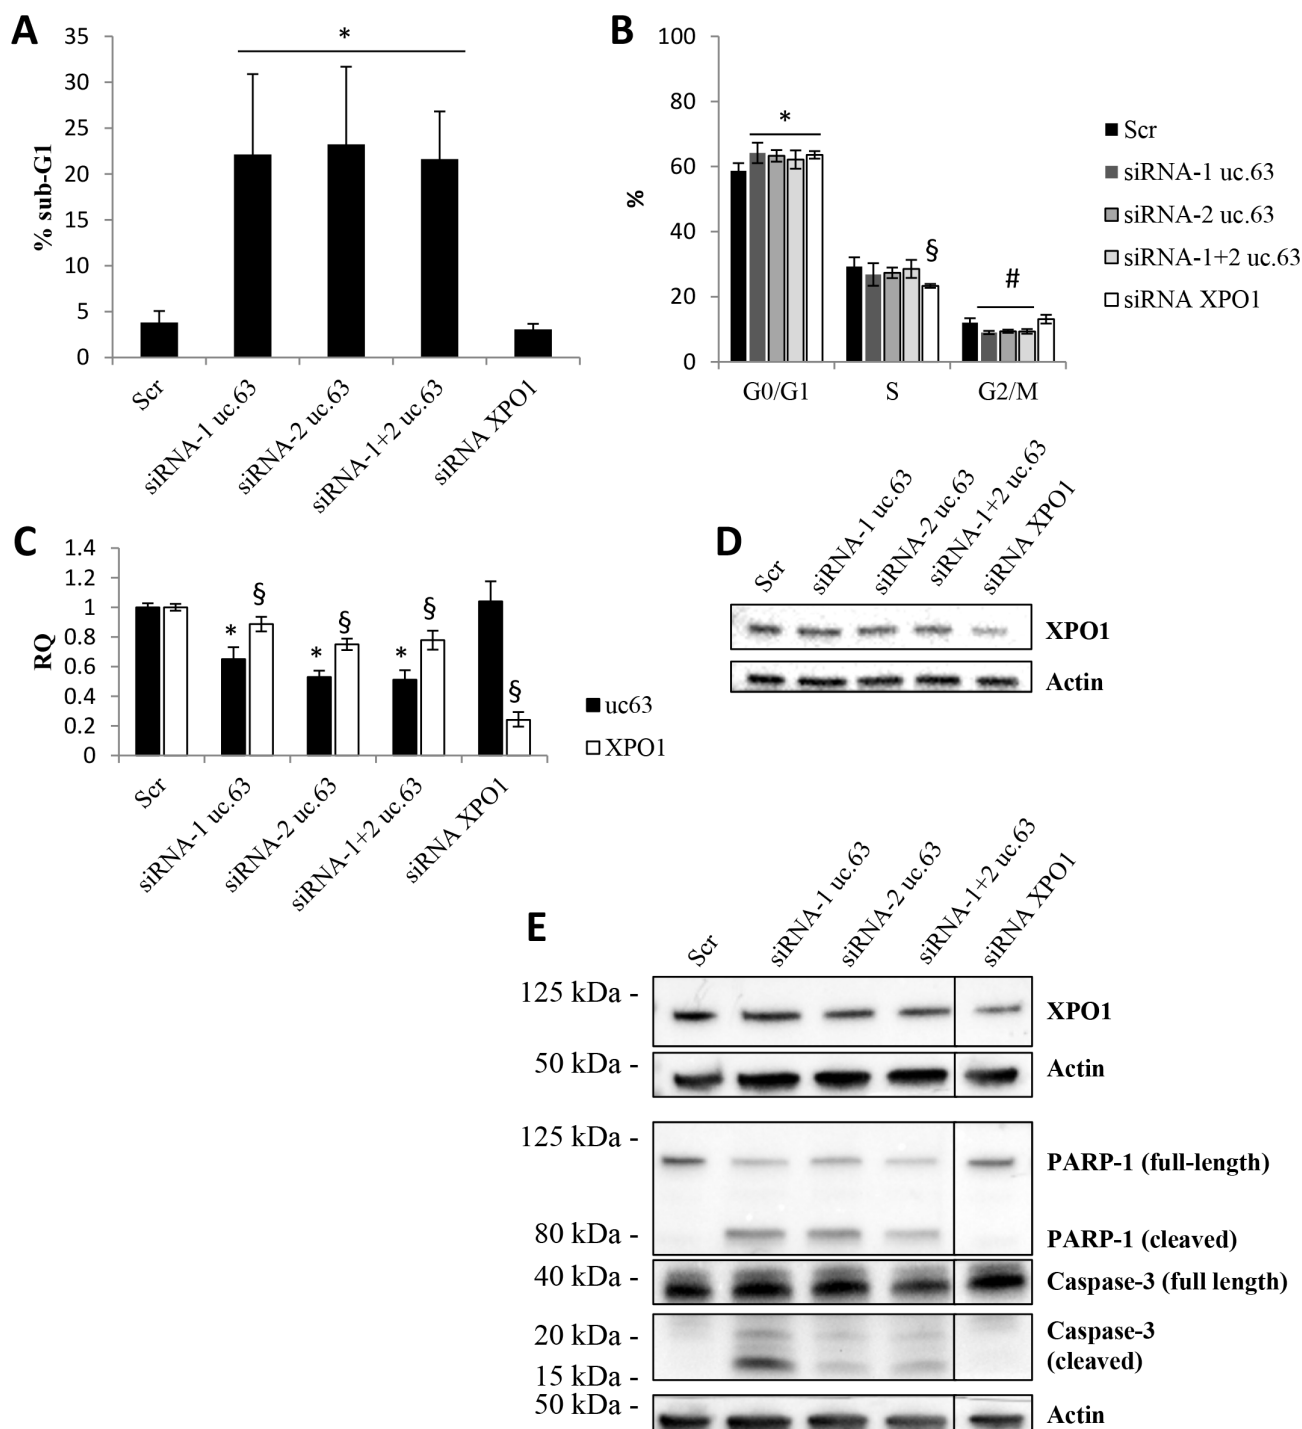 A
35
30
25
20
15
10
5
0
% sub-G1
*
Scr
siRNA-1 uc.63
siRNA-2 uc.63
siRNA-1+2 uc.63
siRNA XPO1
B
100
80
60
40
20
0
%
*
§
#
G0/G1
S
G2/M
Scr
siRNA-1 uc.63
siRNA-2 uc.63
siRNA-1+2 uc.63
siRNA XPO1
C
1.4
1.2
1
0.8
0.6
0.4
0.2
0
RQ
*
§
*
§
*
§
§
Scr
siRNA-1 uc.63
siRNA-2 uc.63
siRNA-1+2 uc.63
siRNA XPO1
uc63
XPO1
D
Scr
siRNA-1 uc.63
siRNA-2 uc.63
siRNA-1+2 uc.63
siRNA XPO1
XPO1
Actin
E
Scr
siRNA-1 uc.63
siRNA-2 uc.63
siRNA-1+2 uc.63
siRNA XPO1
125 kDa -
XPO1
50 kDa -
Actin
125 kDa -
PARP-1 (full-length)
80 kDa -
PARP-1 (cleaved)
40 kDa -
Caspase-3 (full length)
20 kDa -
Caspase-3
(cleaved)
15 kDa -
50 kDa -
Actin